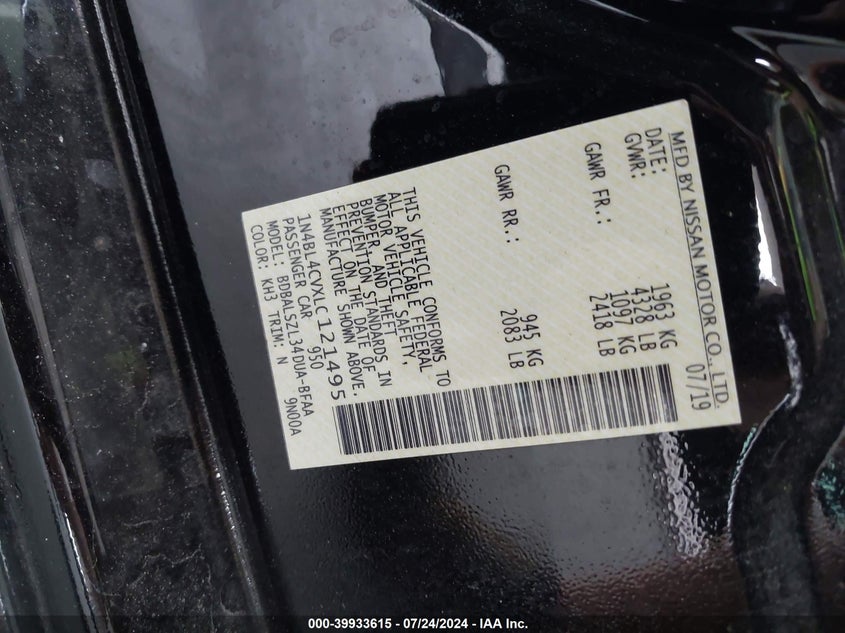 MFD BY NISSAN MOTOR CO., LTD.
DATE: 07/19
GVWR: 1963 KG
4328 LB
GAWR FR.: 1097 KG
2418 LB
GAWR RR.: 945 KG
2083 LB
THIS VEHICLE CONFORMS TO
ALL APPLICABLE FEDERAL
MOTOR VEHICLE SAFETY,
BUMPER, AND THEFT
PREVENTION STANDARDS IN
EFFECT ON THE DATE OF
MANUFACTURE SHOWN ABOVE.
1N4BL4CVXLC121495
PASSENGER CAR 950
MODEL: BDBALSZL34DUA-BFAA
COLOR: KH3 TRIM: N 9N00A
000-39933615 / 07/24/2024 - IAA Inc.